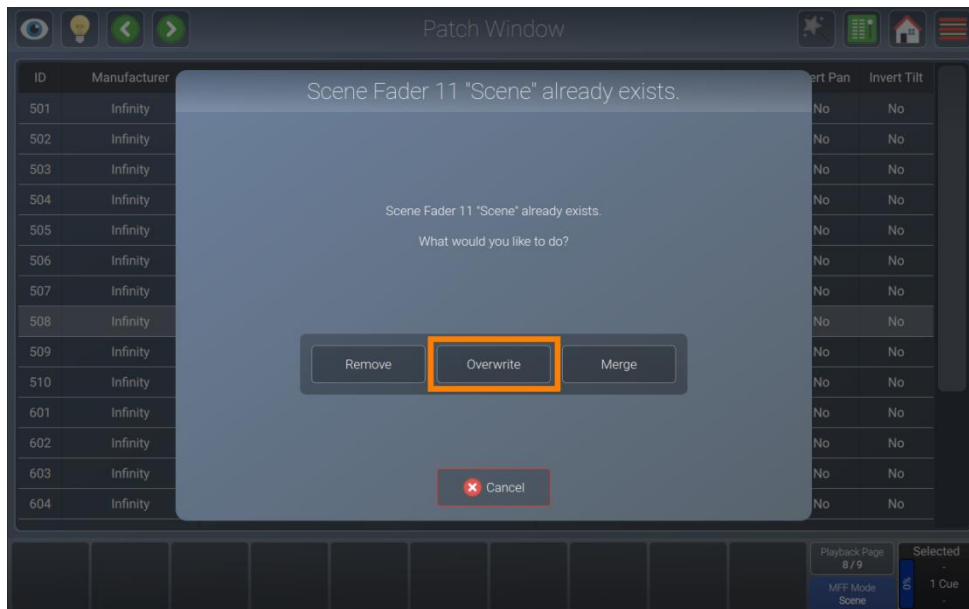 Patch Window
ID Manufacturer ert Pan Invert Tilt
Scene Fader 11 "Scene" already exists.
501 Infinity No No
502 Infinity No No
503 Infinity No No
504 Infinity No No
Scene Fader 11 "Scene" already exists.
505 Infinity No No
What would you like to do?
506 Infinity No No
507 Infinity No No
508 Infinity No No
509 Infinity No No
Remove Overwrite Merge
510 Infinity No No
601 Infinity No No
602 Infinity No No
603 Infinity No No
Cancel
604 Infinity No No
Playback Page Selected
8/9 -
MFF Mode 0% 1 Cue
Scene -